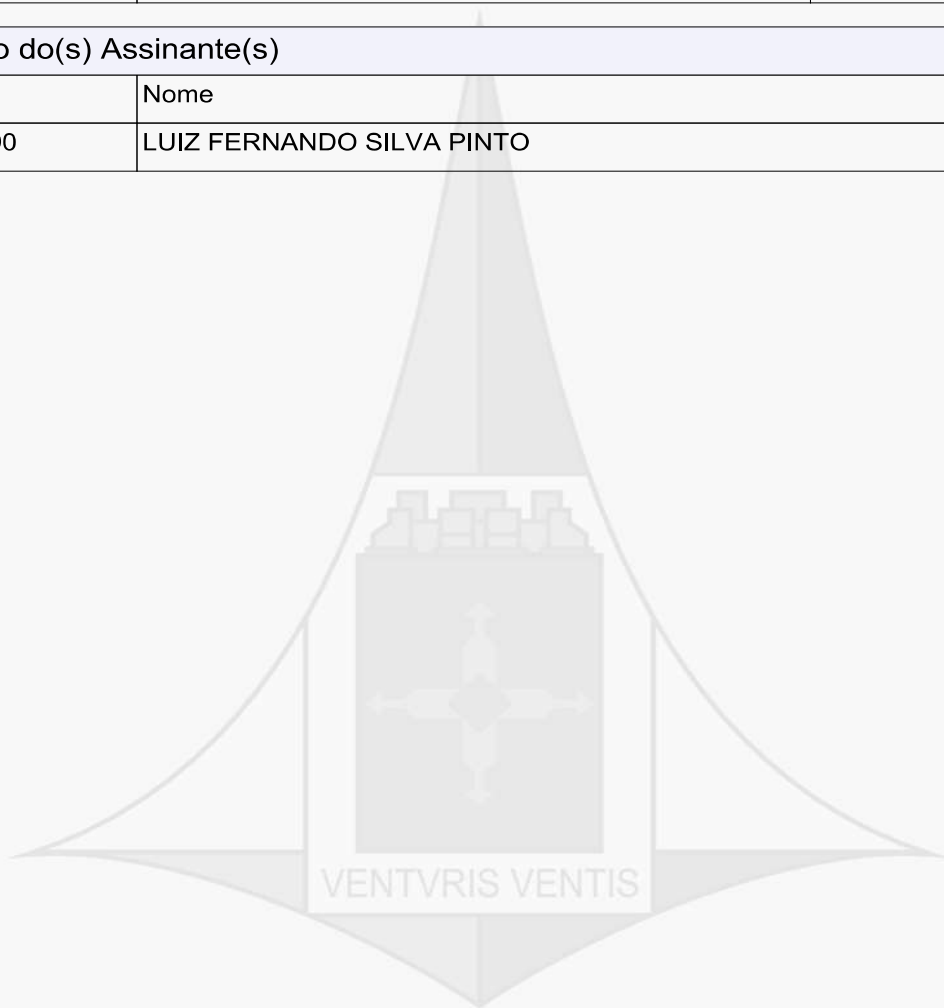 o do(s) Assinante(s)
Nome
00 LUIZ FERNANDO SILVA PINTO
VENTVRIS VENTIS